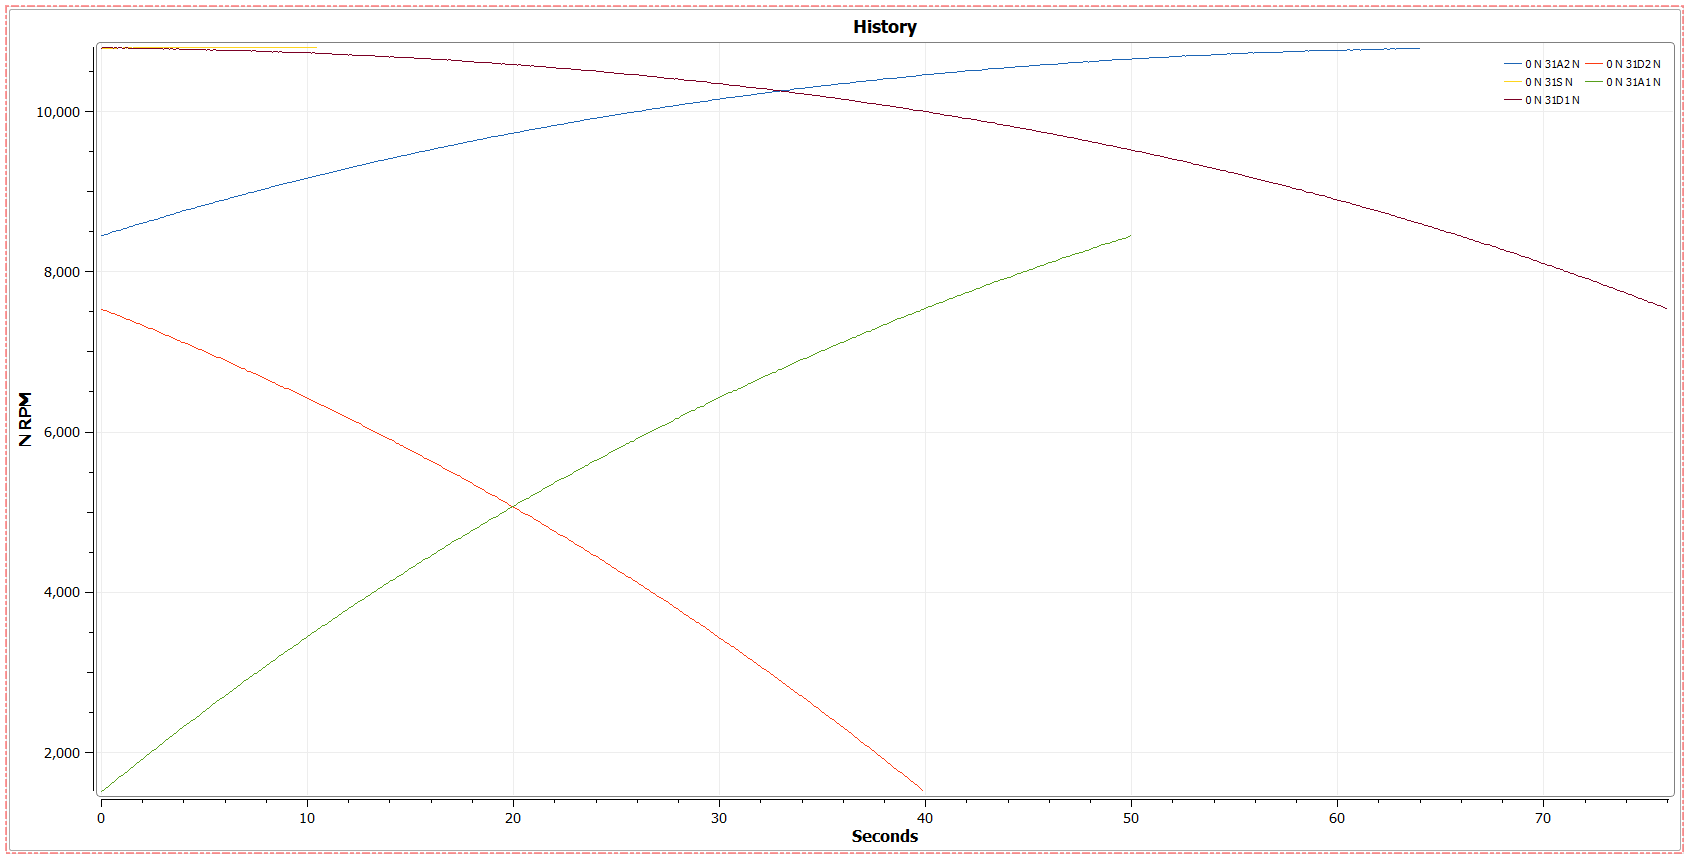 History
0 N 31A2 N 0 N 31D2 N
0 N 31S N 0 N 31A1 N
0 N 31D1 N
10,000
8,000
6,000
4,000
2,000
N RPM
0 10 20 30 40 50 60 70
Seconds